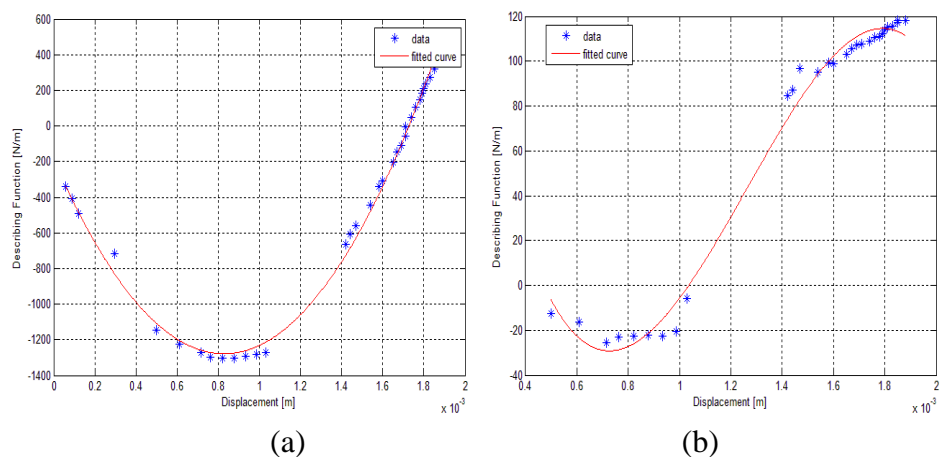 600
400
200
0
-200
-400
-600
-800
-1000
-1200
-1400
0 0.2 0.4 0.6 0.8 1 1.2 1.4 1.6 1.8 2
x 10⁻³
Displacement [m]
Describing Function [N/m]
data
fitted curve
(a)
120
100
80
60
40
20
0
-20
-40
0.4 0.6 0.8 1 1.2 1.4 1.6 1.8 2
x 10⁻³
Displacement [m]
Describing Function [N/m]
data
fitted curve
(b)